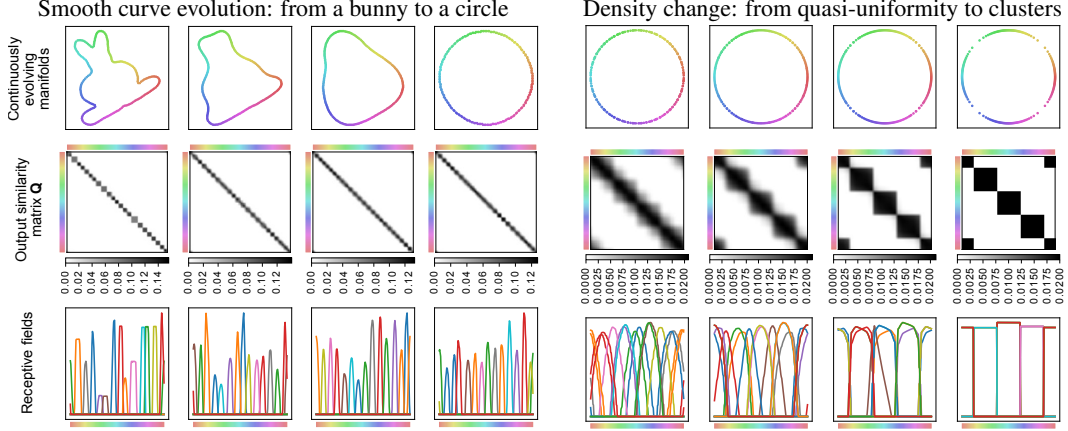 Smooth curve evolution: from a bunny to a circle
Density change: from quasi-uniformity to clusters
Continuously
evolving
manifolds
Output similarity
matrix Q
0.0 0.02 0.04 0.06 0.08 0.10 0.12 0.14
0.0 0.02 0.04 0.06 0.08 0.10 0.12
0.0 0.02 0.04 0.06 0.08 0.10 0.12
0.0 0.02 0.04 0.06 0.08 0.10 0.12
0.0000 0.0025 0.0050 0.0075 0.0100 0.0125 0.0150 0.0175 0.0200
0.0000 0.0025 0.0050 0.0075 0.0100 0.0125 0.0150 0.0175 0.0200
0.0000 0.0025 0.0050 0.0075 0.0100 0.0125 0.0150 0.0175 0.0200
0.0000 0.0025 0.0050 0.0075 0.0100 0.0125 0.0150 0.0175 0.0200
Receptive fields